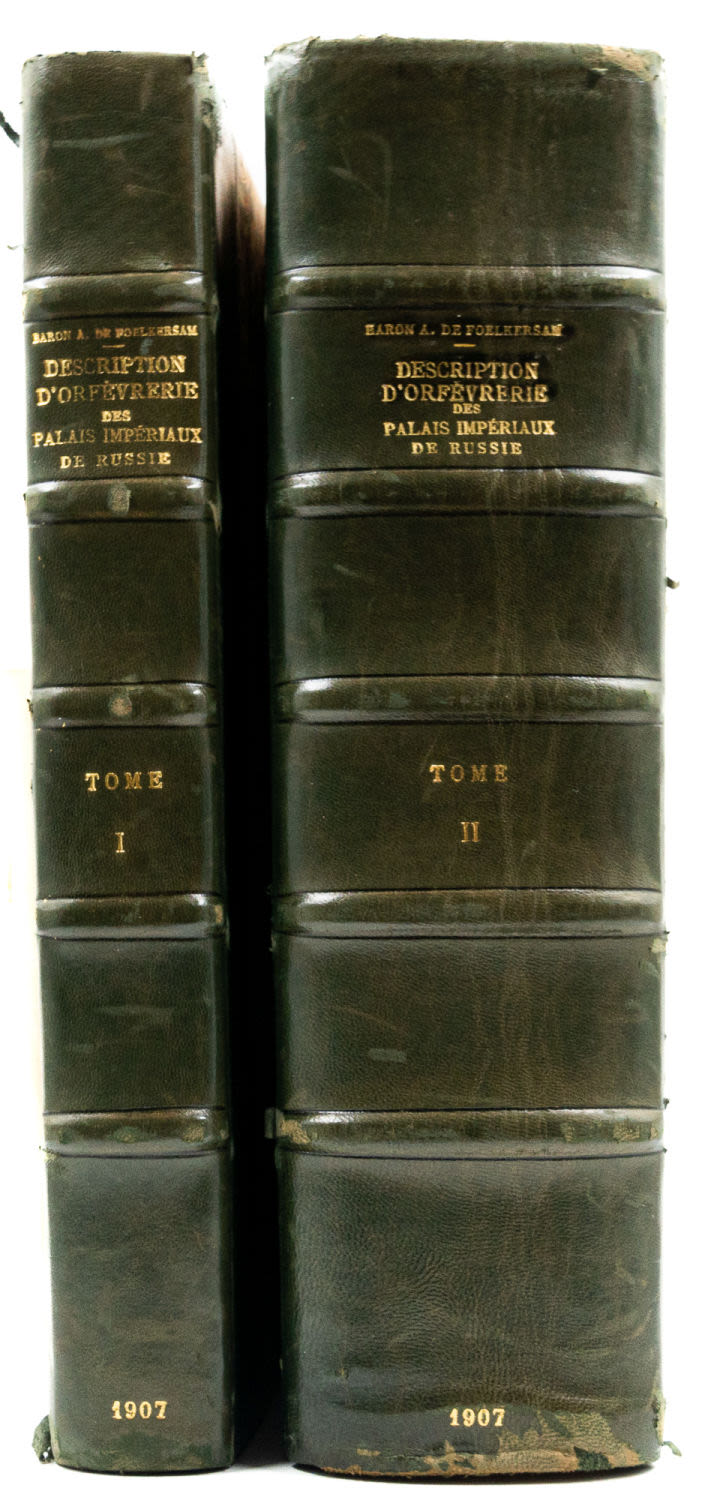 BARON A. DE FOELKERSAM
DESCRIPTION
D'ORFÈVRERIE
DES
PALAIS IMPÉRIAUX
DE RUSSIE
TOME
I
1907
BARON A. DE FOELKERSAM
DESCRIPTION
D'ORFÈVRERIE
DES
PALAIS IMPÉRIAUX
DE RUSSIE
TOME
II
1907